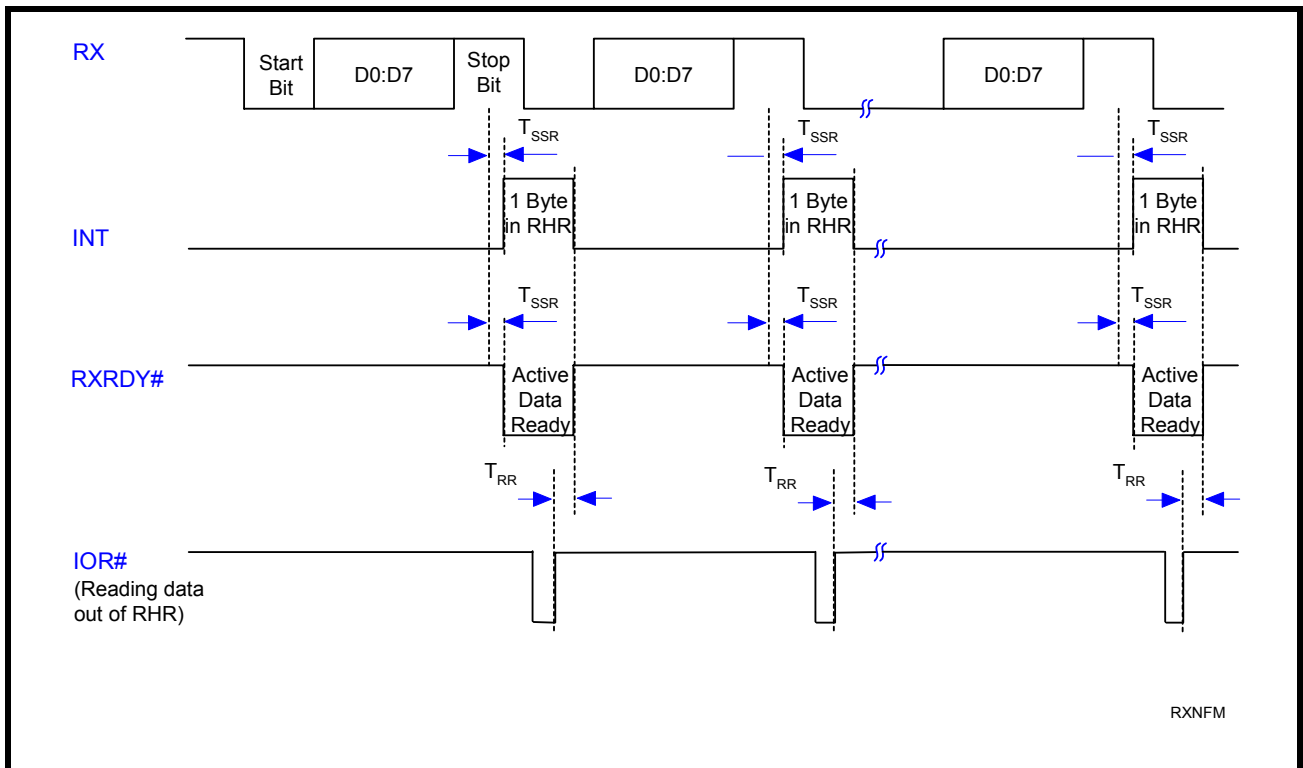 RX
Start
Bit
D0:D7
Stop
Bit
D0:D7
D0:D7
TSSR
TSSR
TSSR
INT
1 Byte
in RHR
1 Byte
in RHR
1 Byte
in RHR
TSSR
TSSR
TSSR
RXRDY#
Active
Data
Ready
Active
Data
Ready
Active
Data
Ready
TRR
TRR
TRR
IOR#
(Reading data
out of RHR)
RXNFM